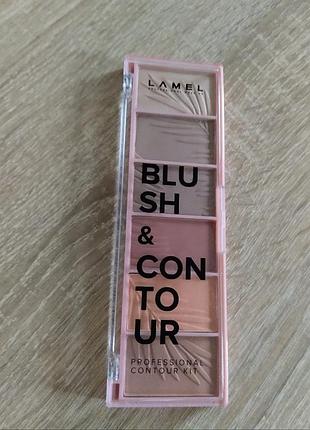 LAMEL
BLU
SH
&
CON
TO
UR
PROFESSIONAL
CONTOUR KIT